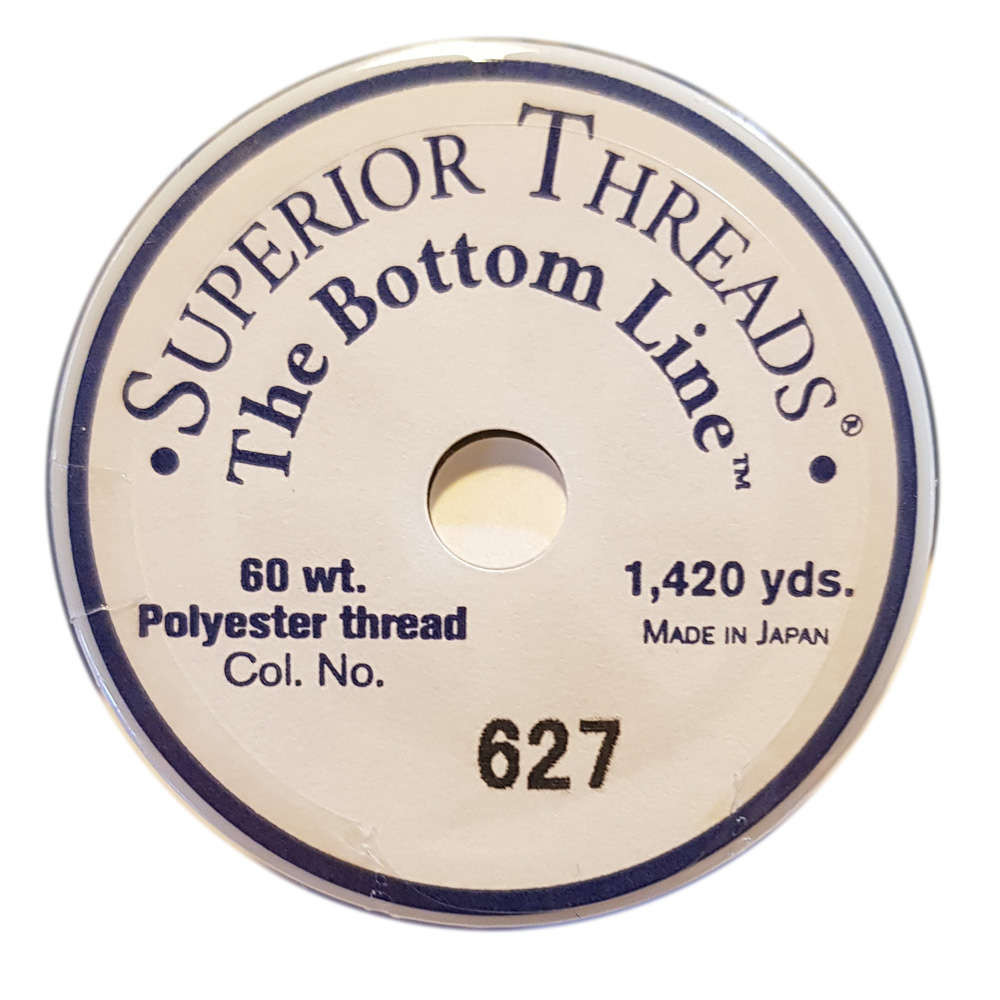 • SUPERIOR THREADS® •
The Bottom Line™
60 wt.
Polyester thread
Col. No.
1,420 yds.
MADE IN JAPAN
627